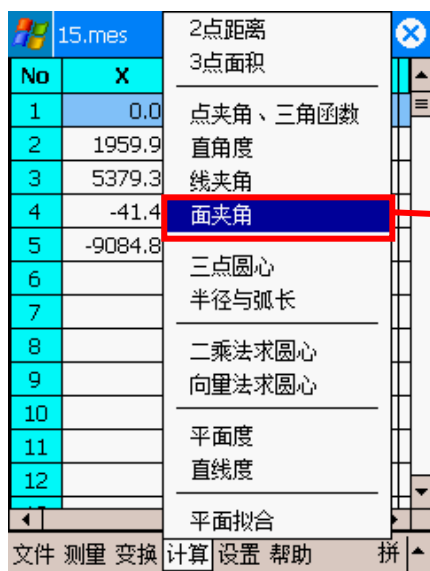 15.mes
No X
1 0.0
2 1959.9
3 5379.3
4 -41.4
5 -9084.8
6
7
8
9
10
11
12
2点距离
3点面积
点夹角、三角函数
直角度
线夹角
面夹角
三点圆心
半径与弧长
二乘法求圆心
向量法求圆心
平面度
直线度
平面拟合
文件 测量 变换 计算 设置 帮助 拼